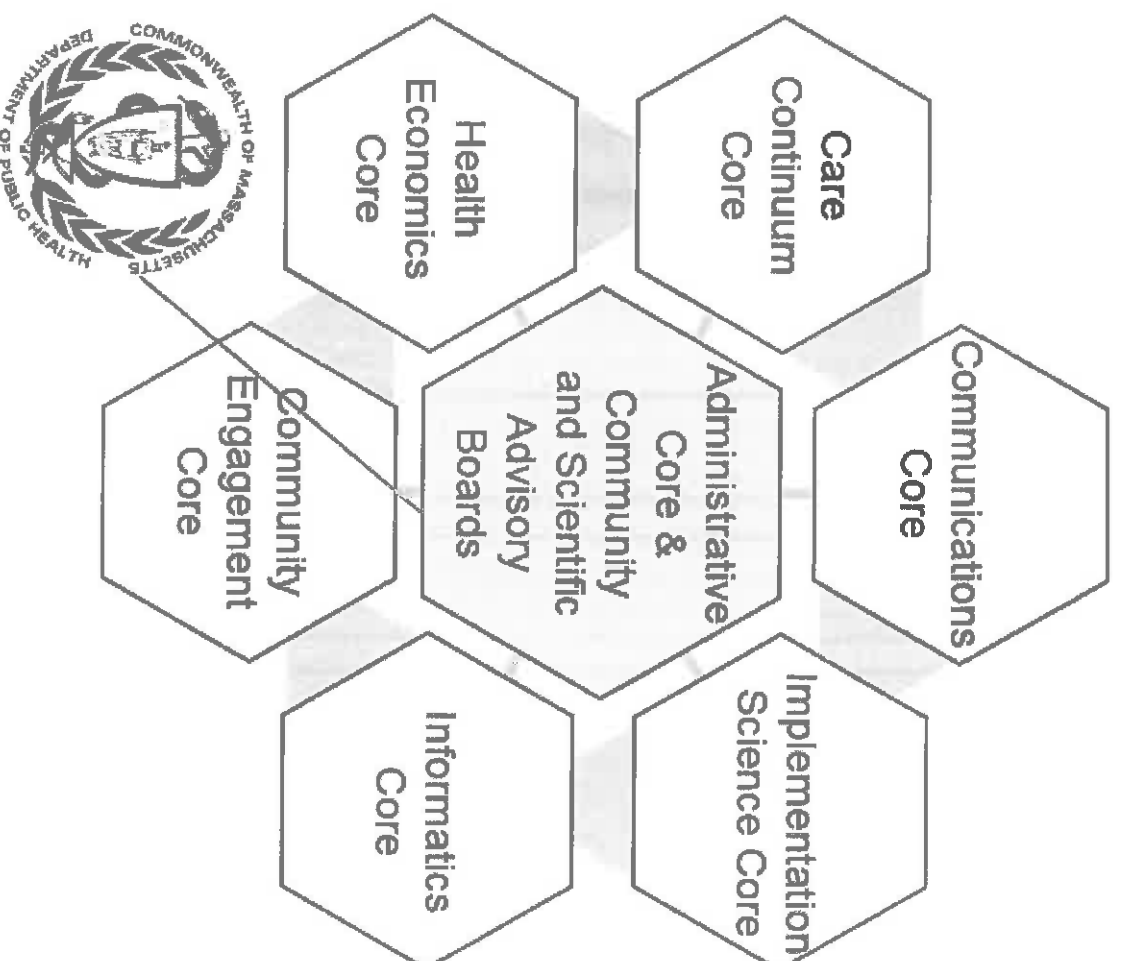 Communications
Core
Care
Continuum
Core
Implementation
Science Core
Administrative
Core &
Community
and Scientific
Advisory
Boards
Health
Economics
Core
Informatics
Core
Community
Engagement
Core
COMMONWEALTH OF MASSACHUSETTS
DEPARTMENT OF PUBLIC HEALTH